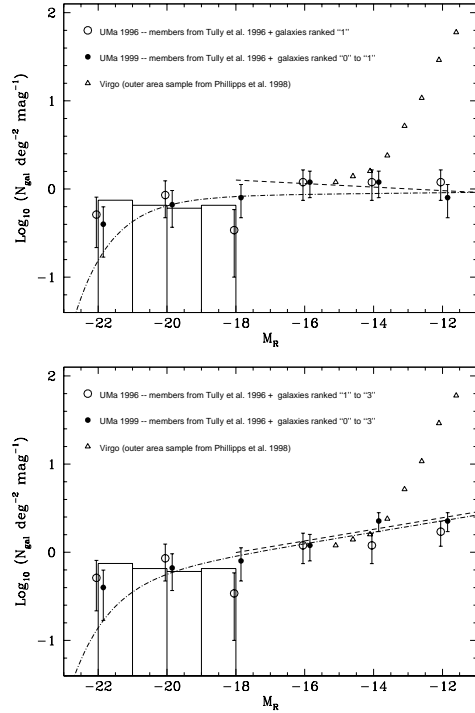 2
1
0
−1
Log₁₀ (N_gal deg⁻² mag⁻¹)
UMa 1996 -- members from Tully et al. 1996 + galaxies ranked “1”
UMa 1999 -- members from Tully et al. 1996 + galaxies ranked “0” to “1”
Virgo (outer area sample from Phillipps et al. 1998)
−22 −20 −18 −16 −14 −12
M_R
2
1
0
−1
Log₁₀ (N_gal deg⁻² mag⁻¹)
UMa 1996 -- members from Tully et al. 1996 + galaxies ranked “1” to “3”
UMa 1999 -- members from Tully et al. 1996 + galaxies ranked “0” to “3”
Virgo (outer area sample from Phillipps et al. 1998)
−22 −20 −18 −16 −14 −12
M_R